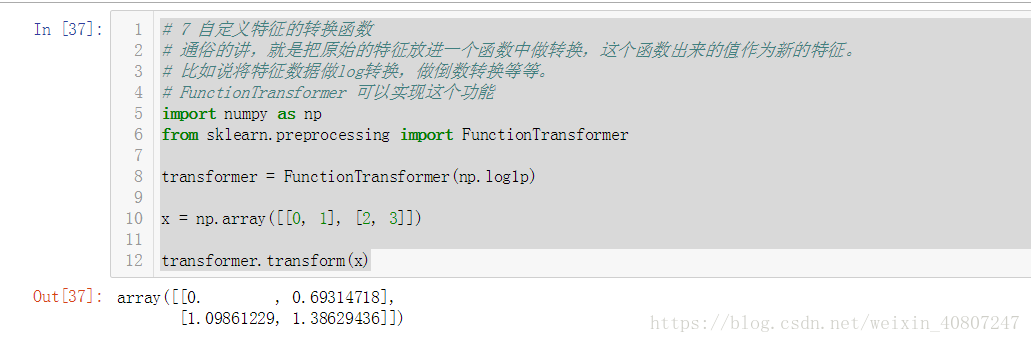 In [37]:
1 # 7 自定义特征的转换函数
2 # 通俗的讲，就是把原始的特征放进一个函数中做转换，这个函数出来的值作为新的特征。
3 # 比如说将特征数据做log转换，做倒数转换等等。
4 # FunctionTransformer 可以实现这个功能
5 import numpy as np
6 from sklearn.preprocessing import FunctionTransformer
7
8 transformer = FunctionTransformer(np.log1p)
9
10 x = np.array([[0, 1], [2, 3]])
11
12 transformer.transform(x)
Out[37]: array([[0.        , 0.69314718],
[1.09861229, 1.38629436]])
https://blog.csdn.net/weixin_40807247